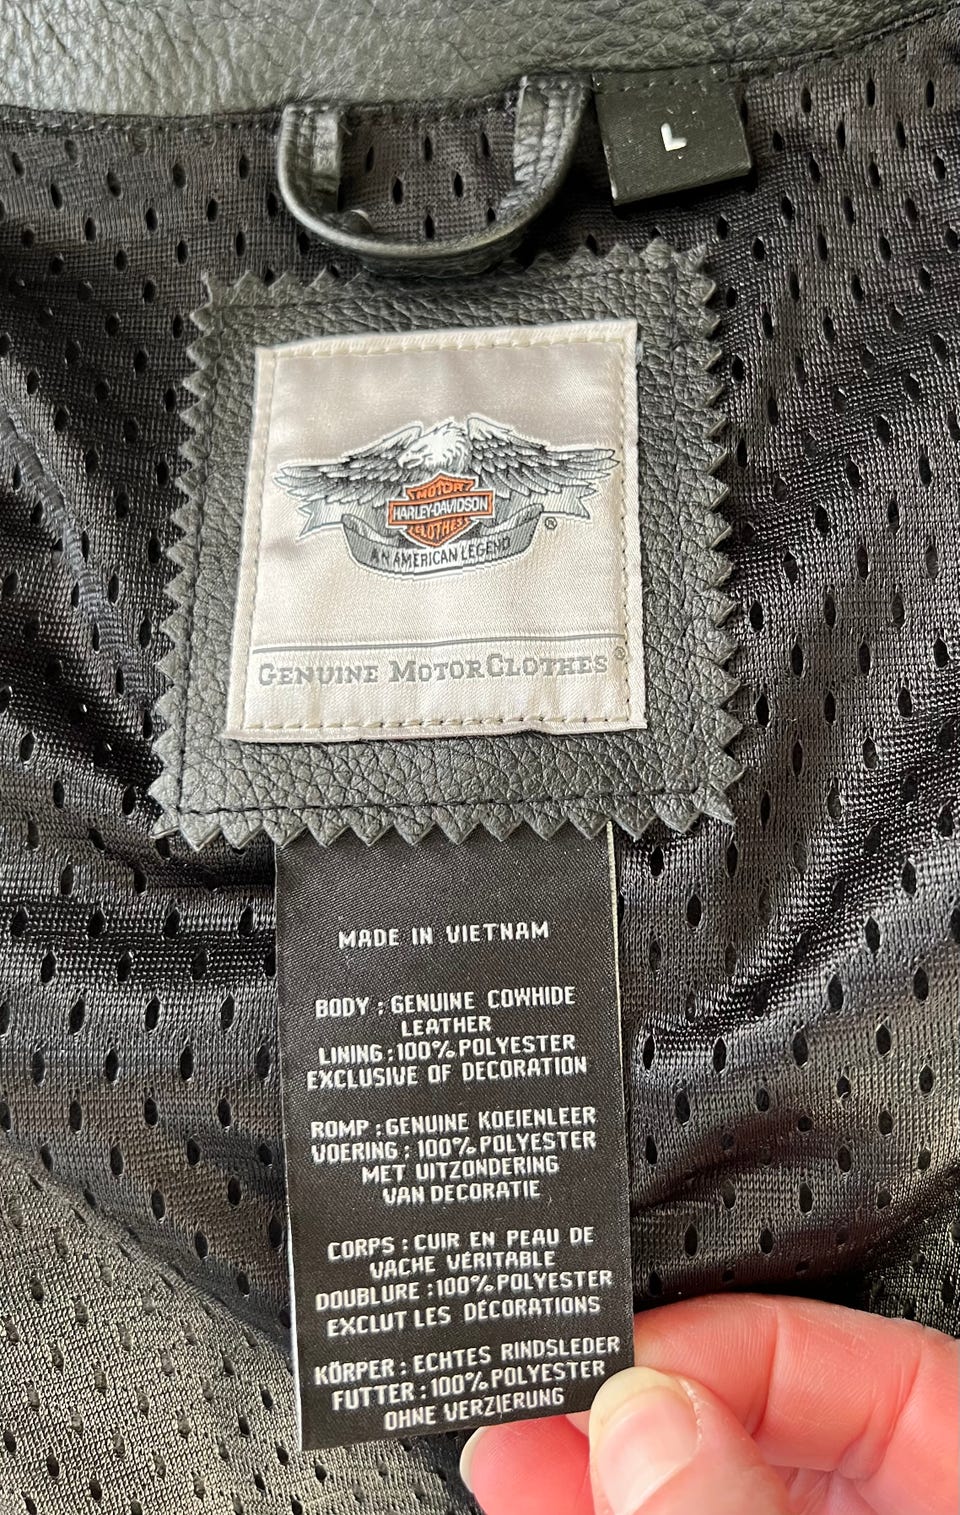 L
MOTOR
HARLEY-DAVIDSON
CLOTHES
®
AN AMERICAN LEGEND
GENUINE MOTORCLOTHES®
MADE IN VIETNAM
BODY : GENUINE COWHIDE
LEATHER
LINING : 100% POLYESTER
EXCLUSIVE OF DECORATION
ROMP : GENUINE KOEIENLEER
VOERING : 100% POLYESTER
MET UITZONDERING
VAN DECORATIE
CORPS : CUIR EN PEAU DE
VACHE VÉRITABLE
DOUBLURE : 100% POLYESTER
EXCLUT LES DÉCORATIONS
KÖRPER : ECHTES RINDSLEDER
FUTTER : 100% POLYESTER
OHNE VERZIERUNG